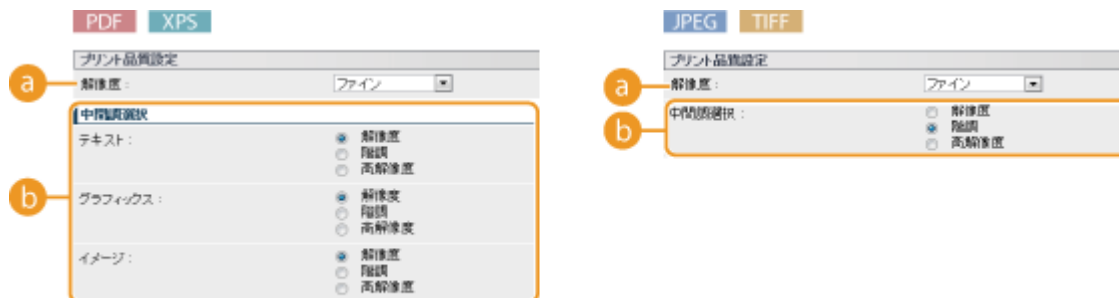 PDF XPS
プリント品質設定
a 解像度: ファイン
中間調選択
テキスト: 解像度
階調
高解像度
b グラフィックス: 解像度
階調
高解像度
イメージ: 解像度
階調
高解像度
JPEG TIFF
プリント品質設定
a 解像度: ファイン
b 中間調選択: 解像度
階調
高解像度